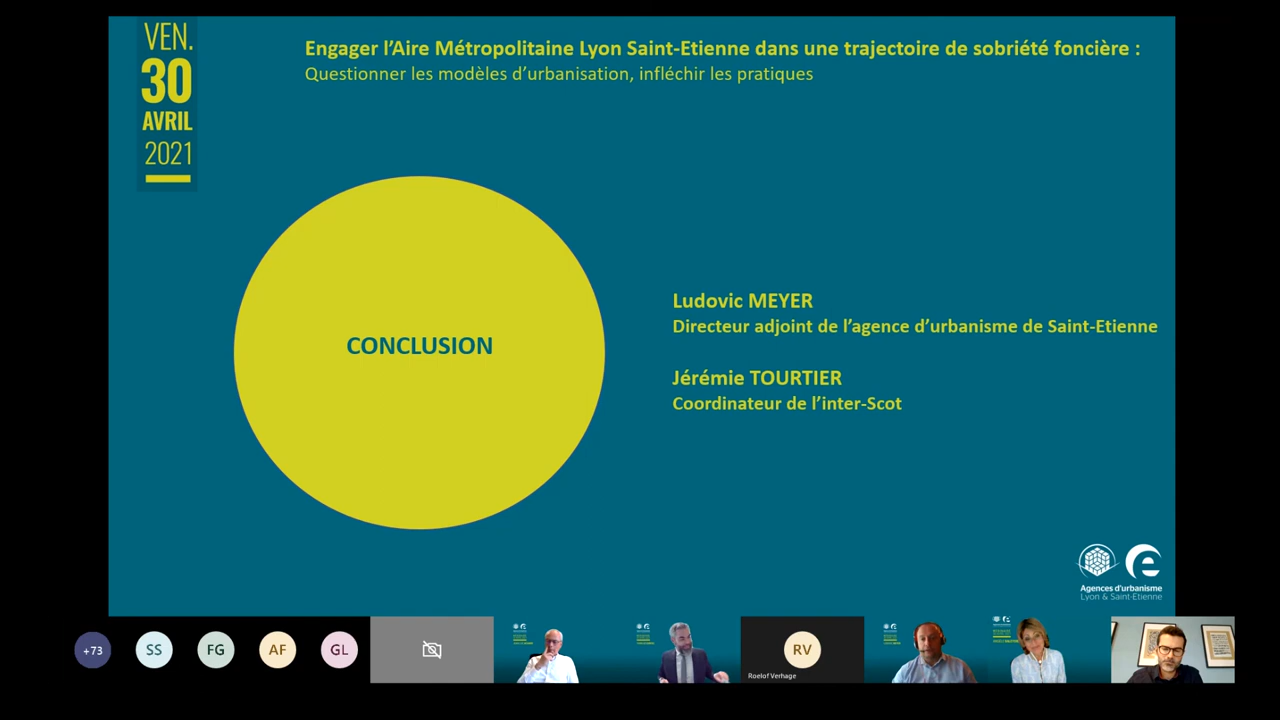 VEN.
30
AVRIL
2021
Engager l’Aire Métropolitaine Lyon Saint-Etienne dans une trajectoire de sobriété foncière :
Questionner les modèles d’urbanisation, infléchir les pratiques
CONCLUSION
Ludovic MEYER
Directeur adjoint de l’agence d’urbanisme de Saint-Etienne
Jérémie TOURTIER
Coordinateur de l’inter-Scot
Agences d’urbanisme
Lyon & Saint-Etienne
+73
SS
FG
AF
GL
RV
Roelof Verhage